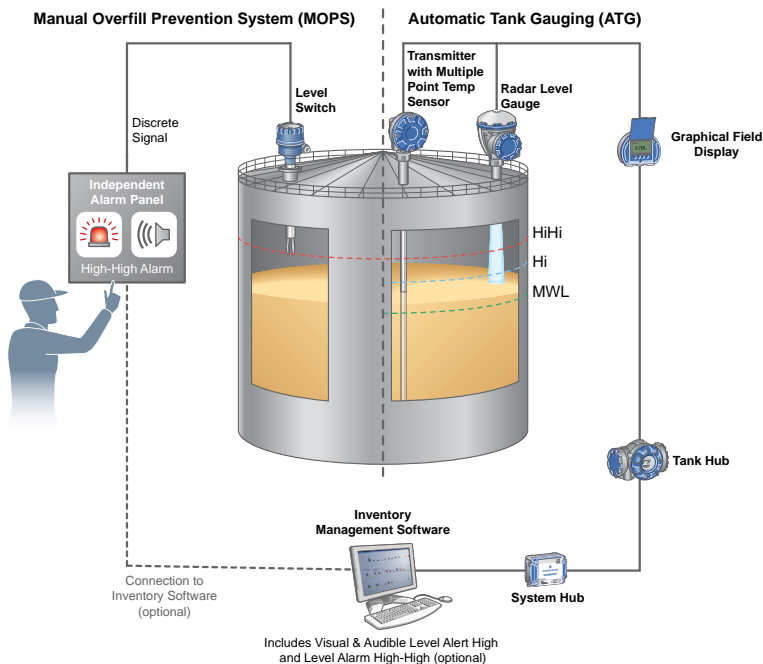 Manual Overfill Prevention System (MOPS)
Automatic Tank Gauging (ATG)
Transmitter
with Multiple
Point Temp
Sensor
Level
Switch
Radar Level
Gauge
Discrete
Signal
Graphical Field
Display
Independent
Alarm Panel
High-High Alarm
HiHi
Hi
MWL
Tank Hub
Inventory
Management Software
Connection to
Inventory Software
(optional)
System Hub
Includes Visual & Audible Level Alert High
and Level Alarm High-High (optional)